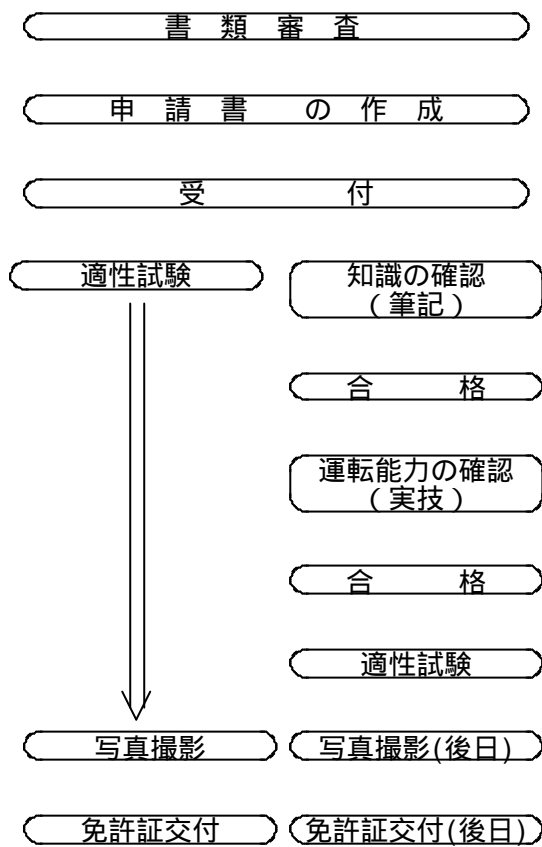 書類審査
申請書の作成
受付
適性試験
知識の確認
(筆記)
合格
運転能力の確認
(実技)
合格
適性試験
写真撮影
写真撮影(後日)
免許証交付
免許証交付(後日)